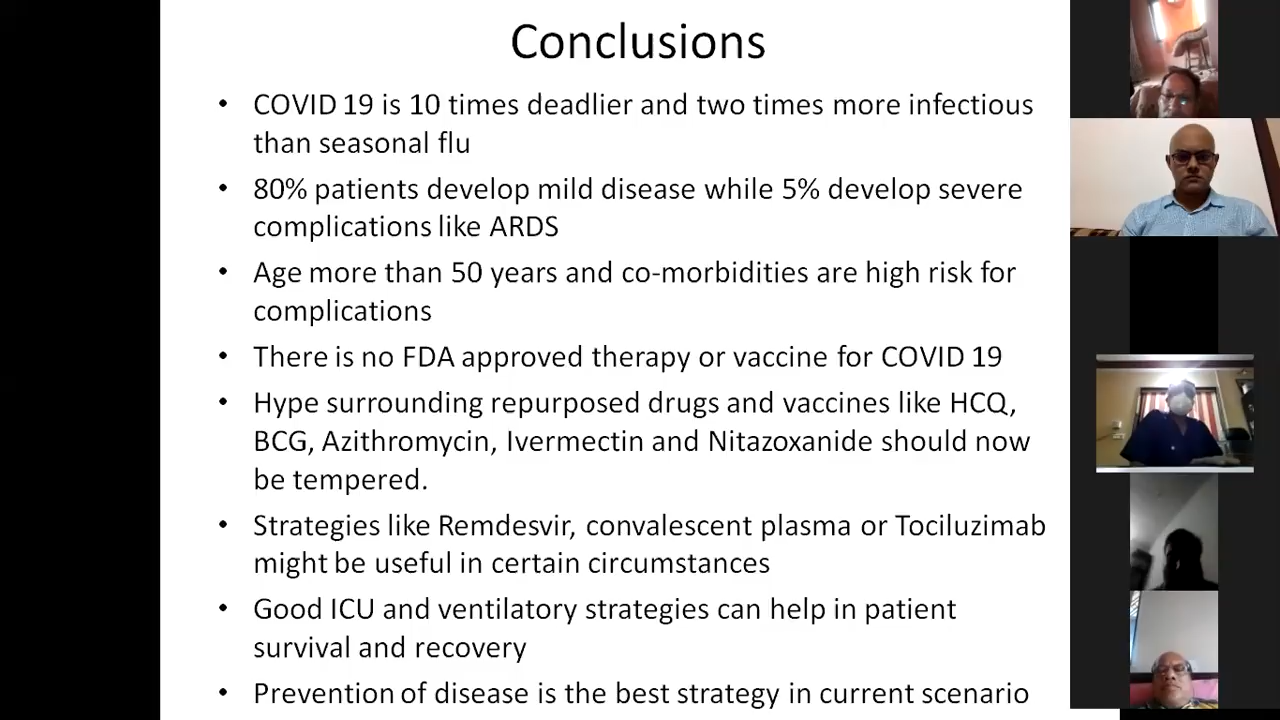 Conclusions
• COVID 19 is 10 times deadlier and two times more infectious
than seasonal flu
• 80% patients develop mild disease while 5% develop severe
complications like ARDS
• Age more than 50 years and co-morbidities are high risk for
complications
• There is no FDA approved therapy or vaccine for COVID 19
• Hype surrounding repurposed drugs and vaccines like HCQ,
BCG, Azithromycin, Ivermectin and Nitazoxanide should now
be tempered.
• Strategies like Remdesvir, convalescent plasma or Tociluzimab
might be useful in certain circumstances
• Good ICU and ventilatory strategies can help in patient
survival and recovery
• Prevention of disease is the best strategy in current scenario